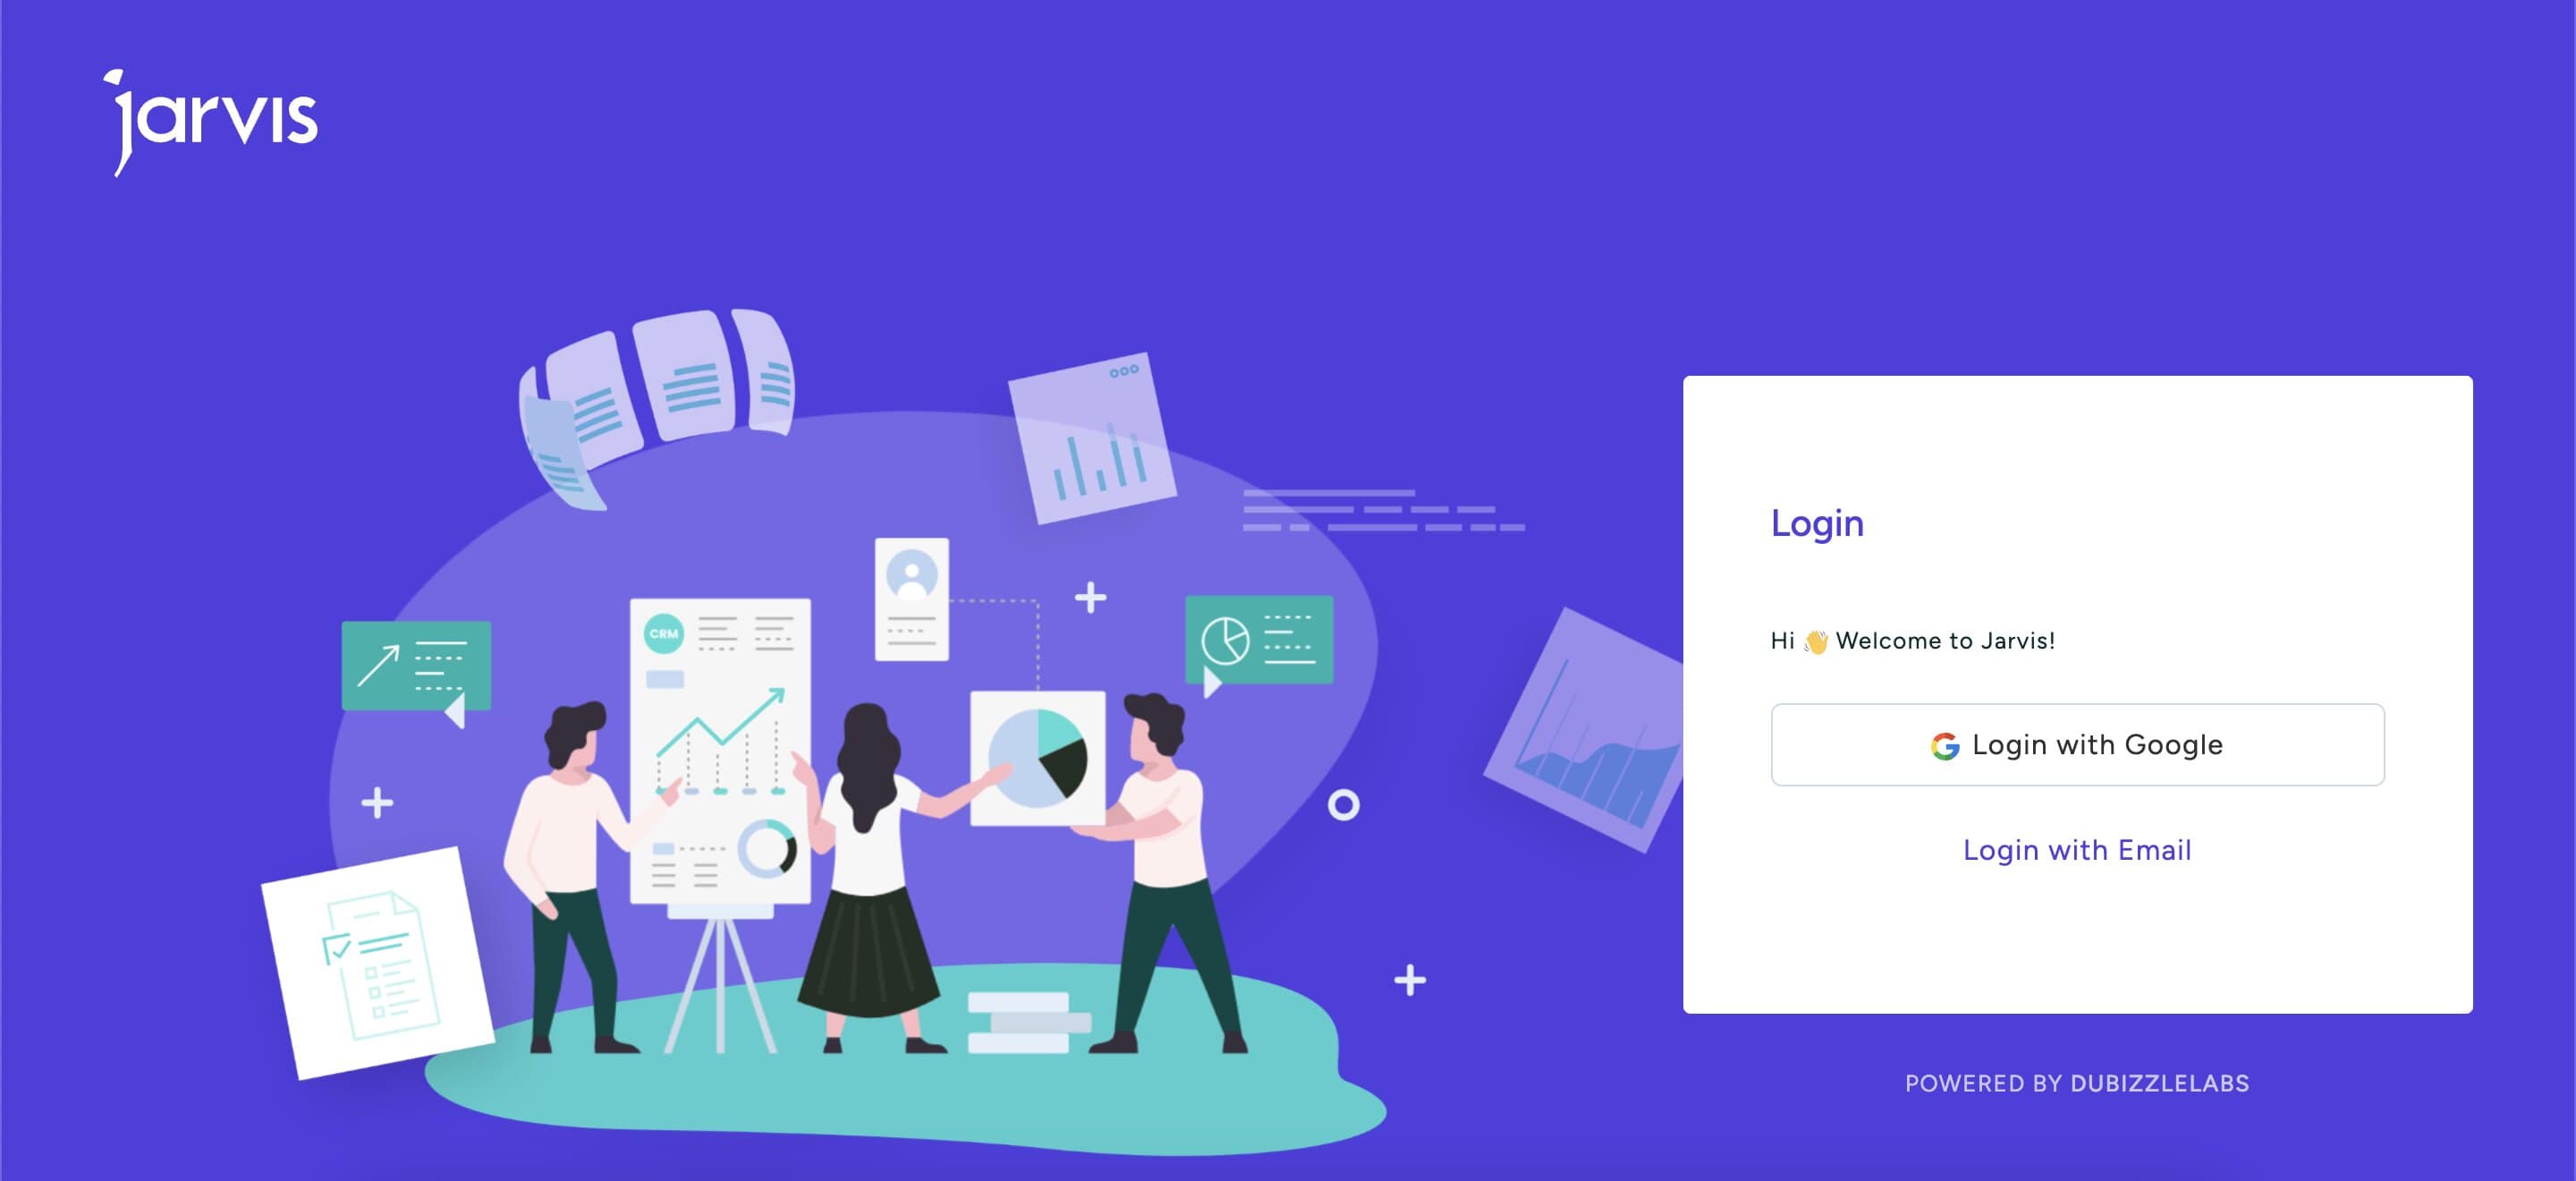 jarvis
CRM
Login
Hi 👋 Welcome to Jarvis!
Login with Google
Login with Email
POWERED BY DUBIZZLELABS